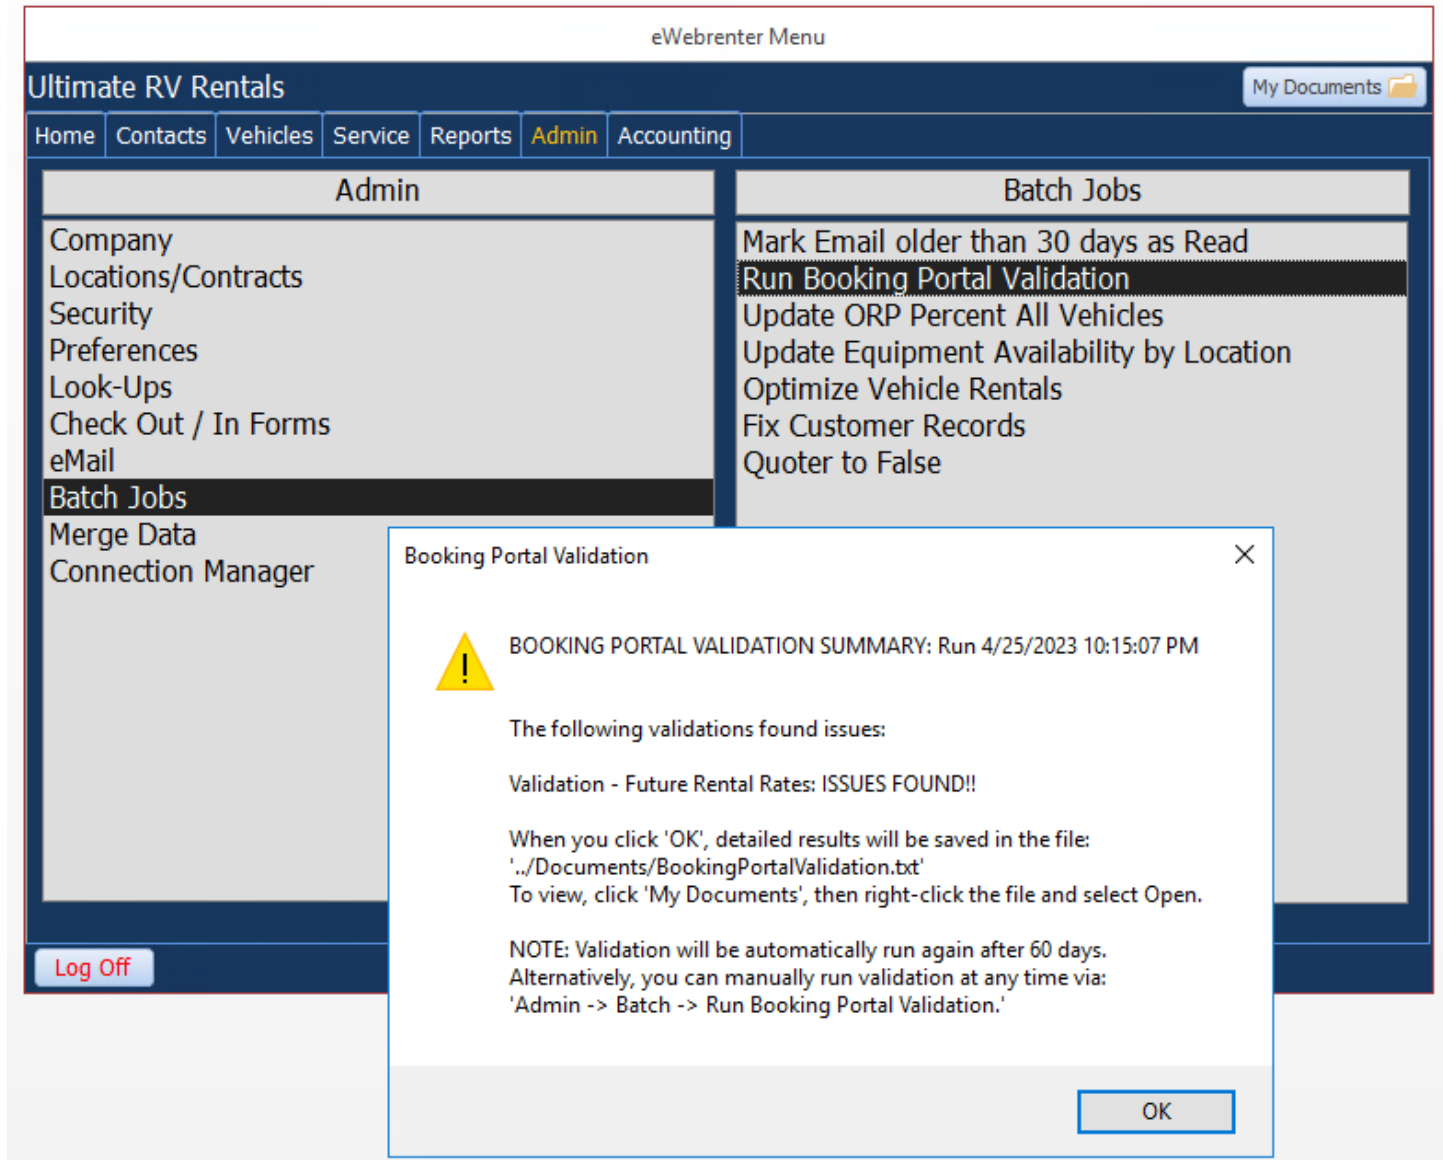 eWebrenter Menu
Ultimate RV Rentals
My Documents
Home Contacts Vehicles Service Reports Admin Accounting
Admin
Company
Locations/Contracts
Security
Preferences
Look-Ups
Check Out / In Forms
eMail
Batch Jobs
Merge Data
Connection Manager
Batch Jobs
Mark Email older than 30 days as Read
Run Booking Portal Validation
Update ORP Percent All Vehicles
Update Equipment Availability by Location
Optimize Vehicle Rentals
Fix Customer Records
Quoter to False
Log Off
Booking Portal Validation
BOOKING PORTAL VALIDATION SUMMARY: Run 4/25/2023 10:15:07 PM
The following validations found issues:
Validation - Future Rental Rates: ISSUES FOUND!!
When you click 'OK', detailed results will be saved in the file:
'../Documents/BookingPortalValidation.txt'
To view, click 'My Documents', then right-click the file and select Open.
NOTE: Validation will be automatically run again after 60 days.
Alternatively, you can manually run validation at any time via:
'Admin -> Batch -> Run Booking Portal Validation.'
OK